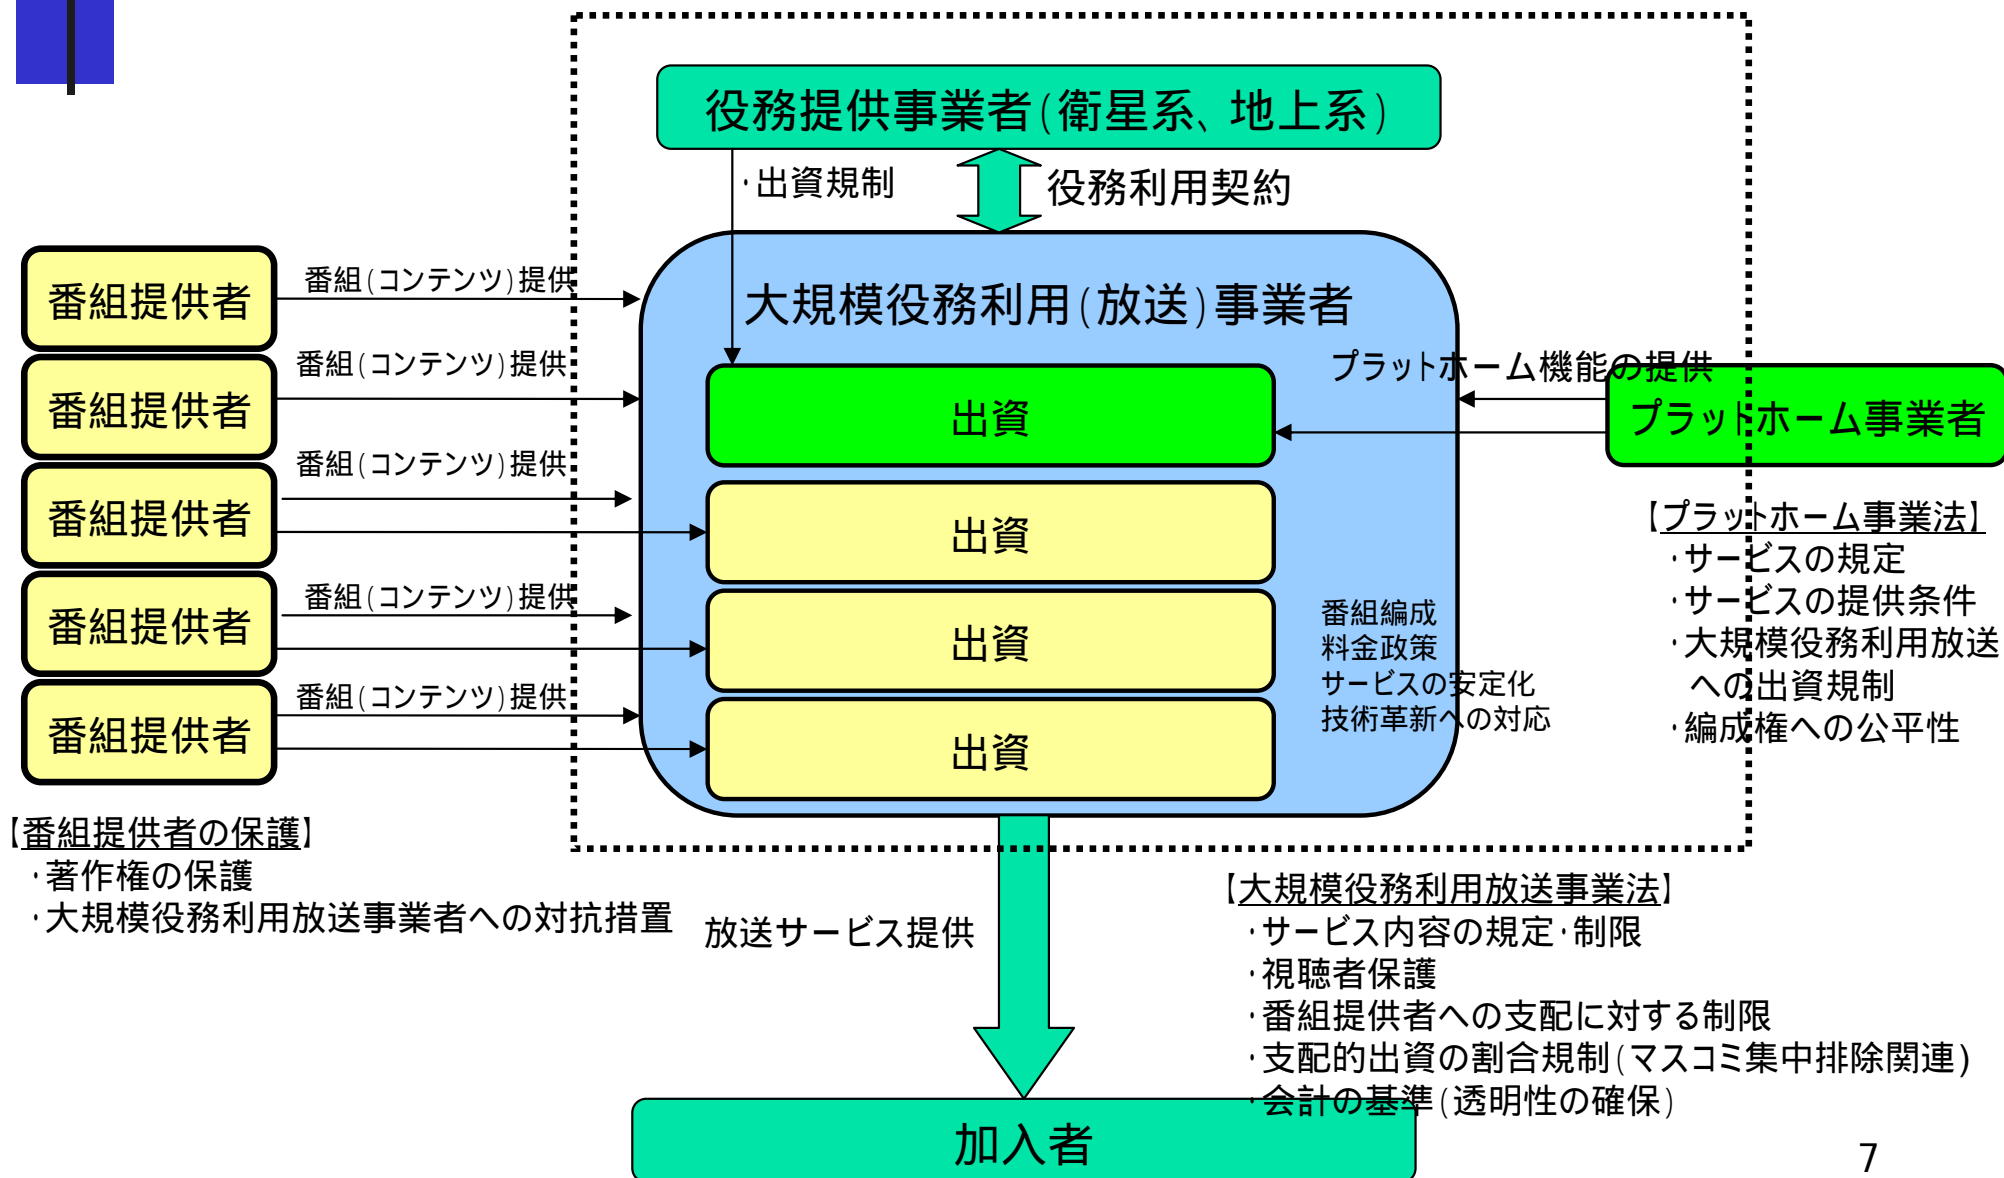 役務提供事業者(衛星系、地上系)
・出資規制
役務利用契約
大規模役務利用(放送)事業者
番組提供者
番組(コンテンツ)提供
番組提供者
番組(コンテンツ)提供
番組提供者
番組(コンテンツ)提供
番組提供者
番組(コンテンツ)提供
番組提供者
番組(コンテンツ)提供
出資
出資
出資
出資
プラットホーム機能の提供
プラットホーム事業者
番組編成
料金政策
サービスの安定化
技術革新への対応
【プラットホーム事業法】
・サービスの規定
・サービスの提供条件
・大規模役務利用放送
への出資規制
・編成権への公平性
【番組提供者の保護】
・著作権の保護
・大規模役務利用放送事業者への対抗措置
放送サービス提供
【大規模役務利用放送事業法】
・サービス内容の規定・制限
・視聴者保護
・番組提供者への支配に対する制限
・支配的出資の割合規制(マスコミ集中排除関連)
・会計の基準(透明性の確保)
加入者
7